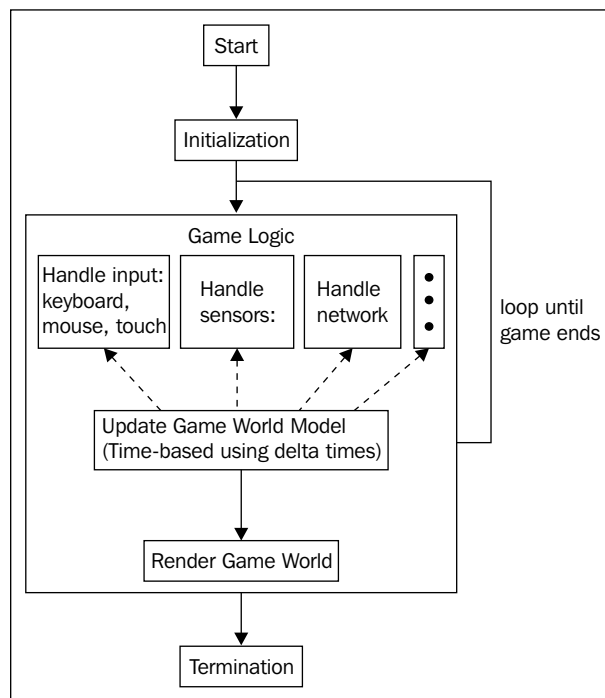 Start
Initialization
Game Logic
Handle input:
keyboard,
mouse, touch
Handle
sensors:
Handle
network
loop until
game ends
Update Game World Model
(Time-based using delta times)
Render Game World
Termination